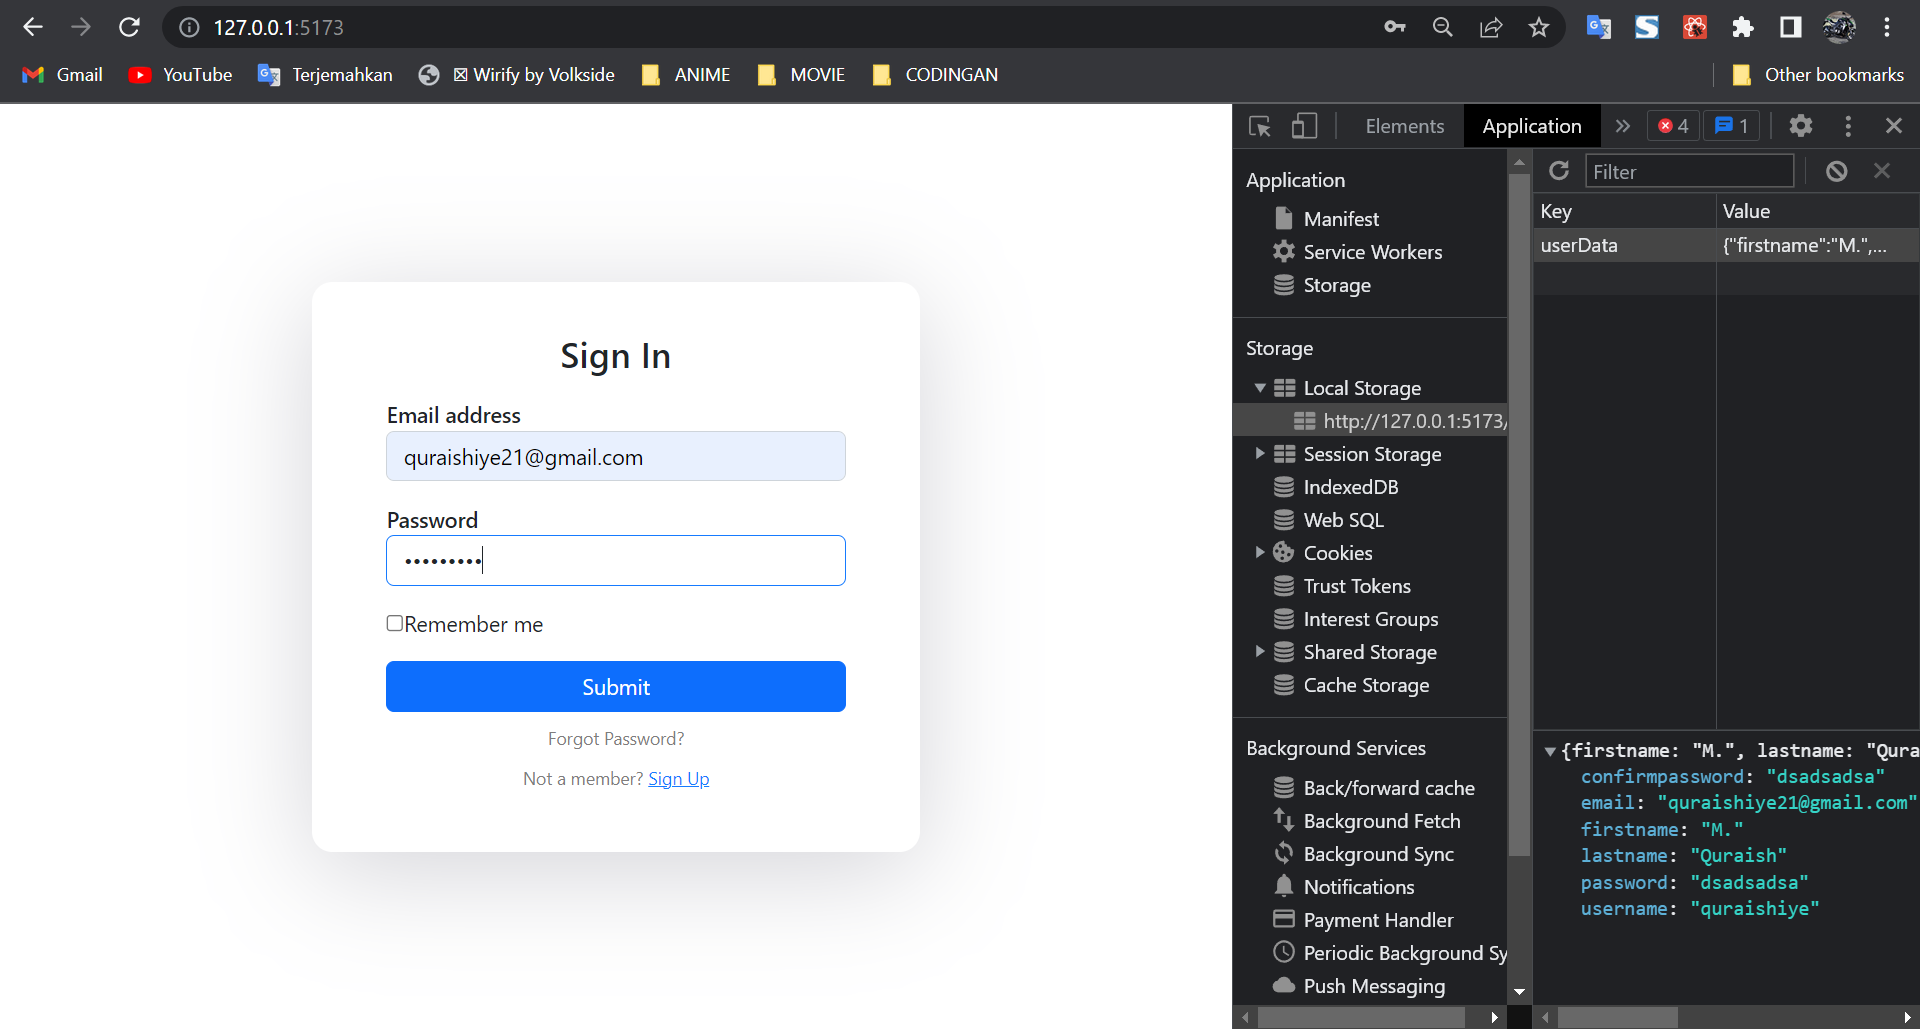 127.0.0.1:5173
Gmail
YouTube
Terjemahkan
☒ Wirify by Volkside
ANIME
MOVIE
CODINGAN
Other bookmarks
Sign In
Email address
quraishiye21@gmail.com
Password
•••••••••
Remember me
Submit
Forgot Password?
Not a member? Sign Up
Elements
Application
4
1
Application
Manifest
Service Workers
Storage
Storage
Local Storage
http://127.0.0.1:5173/
Session Storage
IndexedDB
Web SQL
Cookies
Trust Tokens
Interest Groups
Shared Storage
Cache Storage
Background Services
Back/forward cache
Background Fetch
Background Sync
Notifications
Payment Handler
Periodic Background Sy
Push Messaging
Filter
Key Value
userData {"firstname":"M.",...
{firstname: "M.", lastname: "Qura
confirmpassword: "dsadsadsa"
email: "quraishiye21@gmail.com"
firstname: "M."
lastname: "Quraish"
password: "dsadsadsa"
username: "quraishiye"